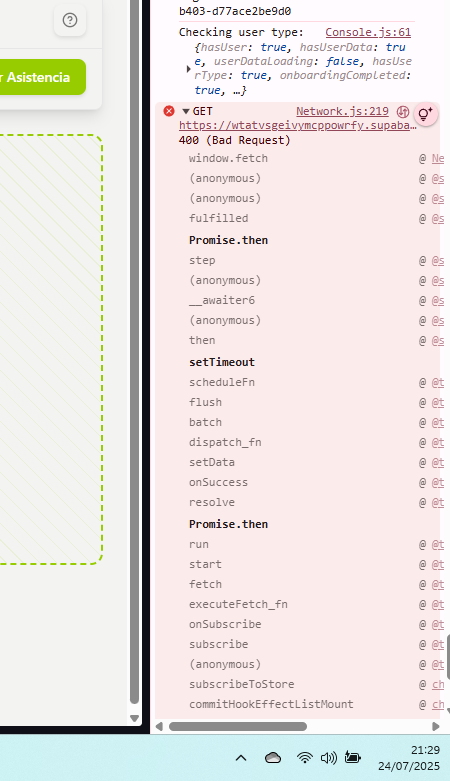 b403-d77ace2be9d0
Checking user type: Console.js:61
{hasUser: true, hasUserData: tru
e, userDataLoading: false, hasUse
rType: true, onboardingCompleted:
true, …}
r Asistencia
GET Network.js:219
https://wtatvsgeivymcppowrfy.supaba…
400 (Bad Request)
window.fetch @ Ne
(anonymous) @ @s
(anonymous) @ @s
fulfilled @ @s
Promise.then
step @ @s
(anonymous) @ @s
__awaiter6 @ @s
(anonymous) @ @s
then @ @s
setTimeout
scheduleFn @ @t
flush @ @t
batch @ @t
dispatch_fn @ @t
setData @ @t
onSuccess @ @t
resolve @ @t
Promise.then
run @ @t
start @ @t
fetch @ @t
executeFetch_fn @ @t
onSubscribe @ @t
subscribe @ @t
(anonymous) @ @t
subscribeToStore @ ch
commitHookEffectListMount @ ch
21:29
24/07/2025